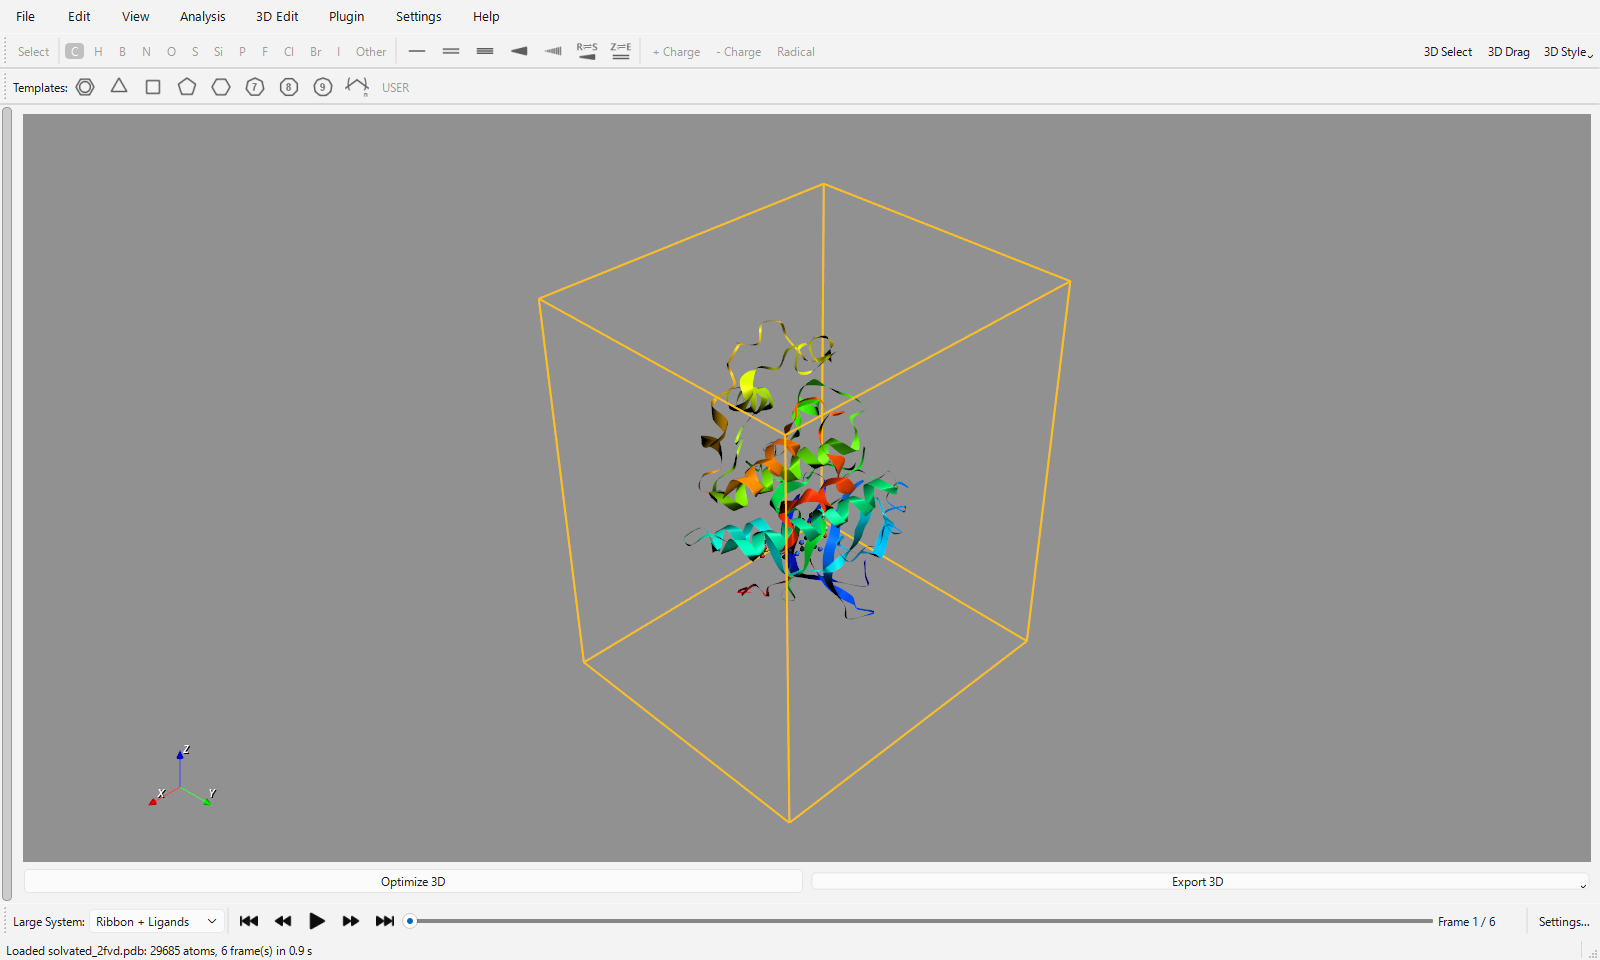 File Edit View Analysis 3D Edit Plugin Settings Help
Select C H B N O S Si P F Cl Br I Other R⇌S Z⇌E + Charge - Charge Radical 3D Select 3D Drag 3D Style
Templates: 7 8 9 n USER
Z
X Y
Optimize 3D Export 3D
Large System: Ribbon + Ligands Frame 1 / 6 Settings...
Loaded solvated_2fvd.pdb: 29685 atoms, 6 frame(s) in 0.9 s